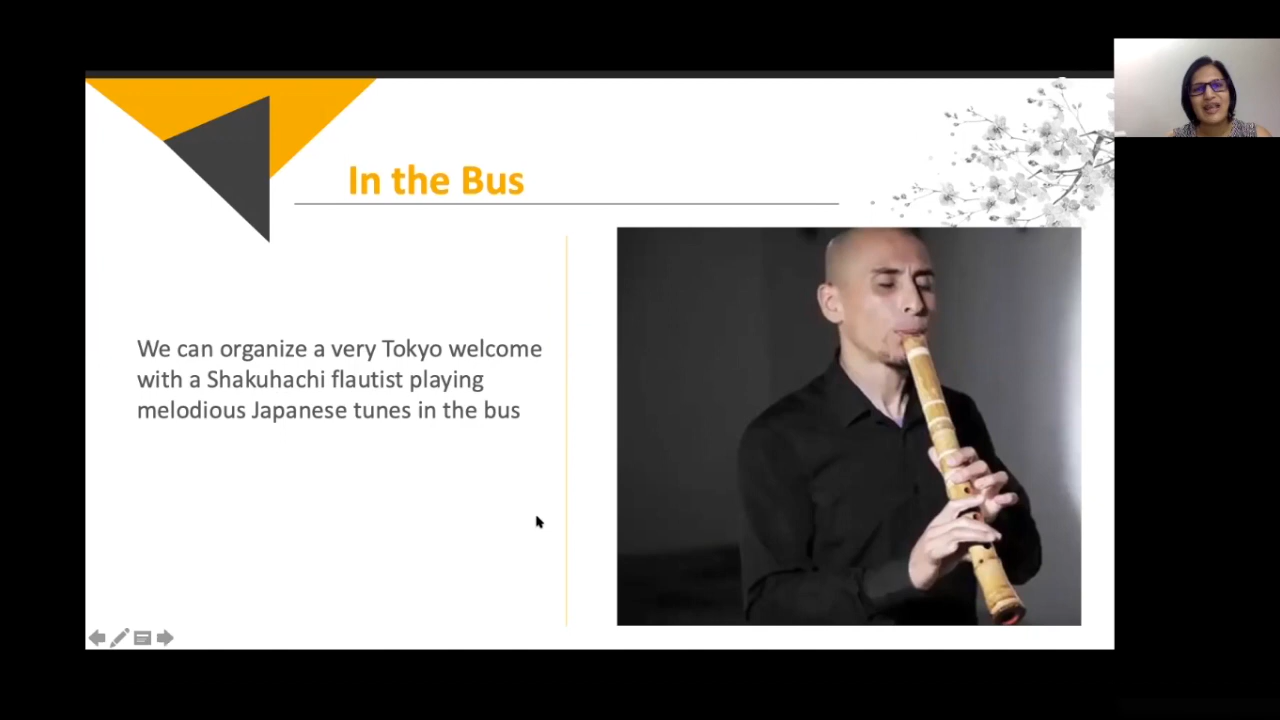 In the Bus
We can organize a very Tokyo welcome
with a Shakuhachi flautist playing
melodious Japanese tunes in the bus